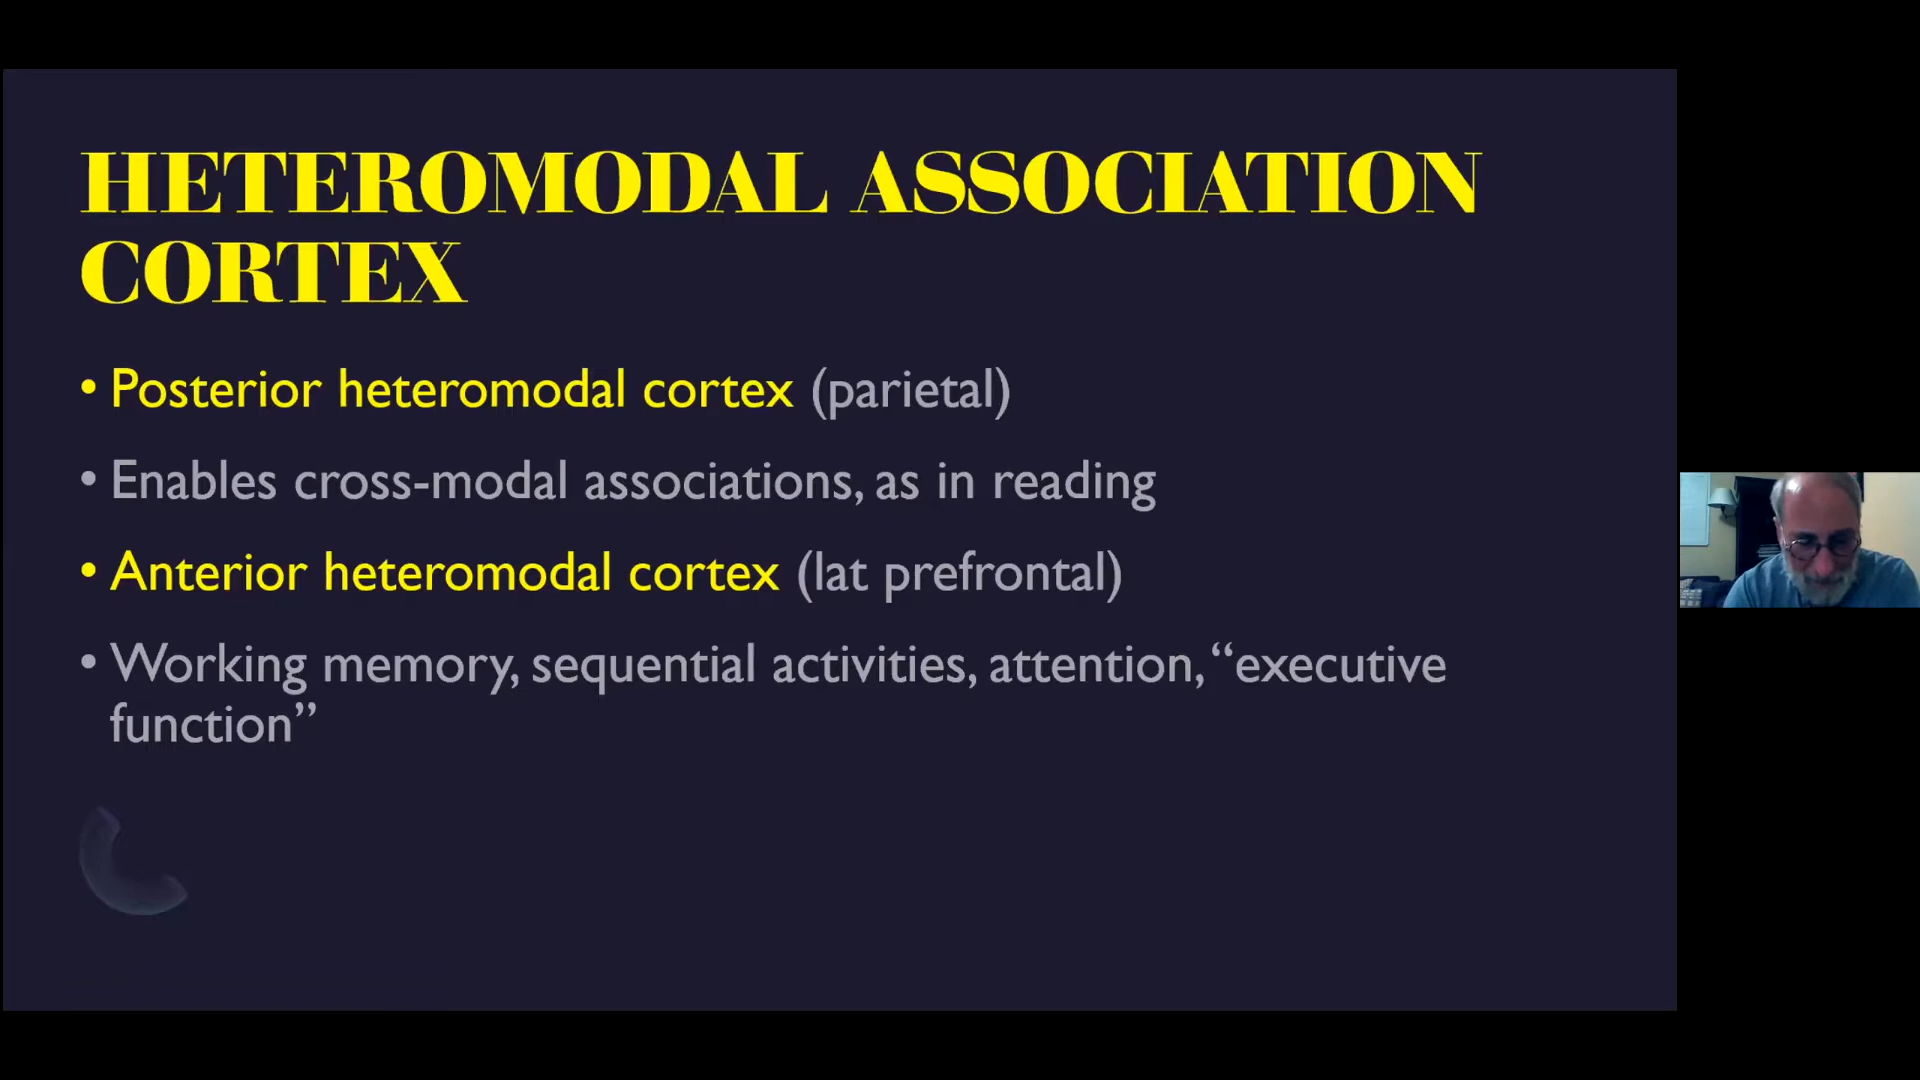 HETEROMODAL ASSOCIATION
CORTEX
• Posterior heteromodal cortex (parietal)
• Enables cross-modal associations, as in reading
• Anterior heteromodal cortex (lat prefrontal)
• Working memory, sequential activities, attention, “executive
function”